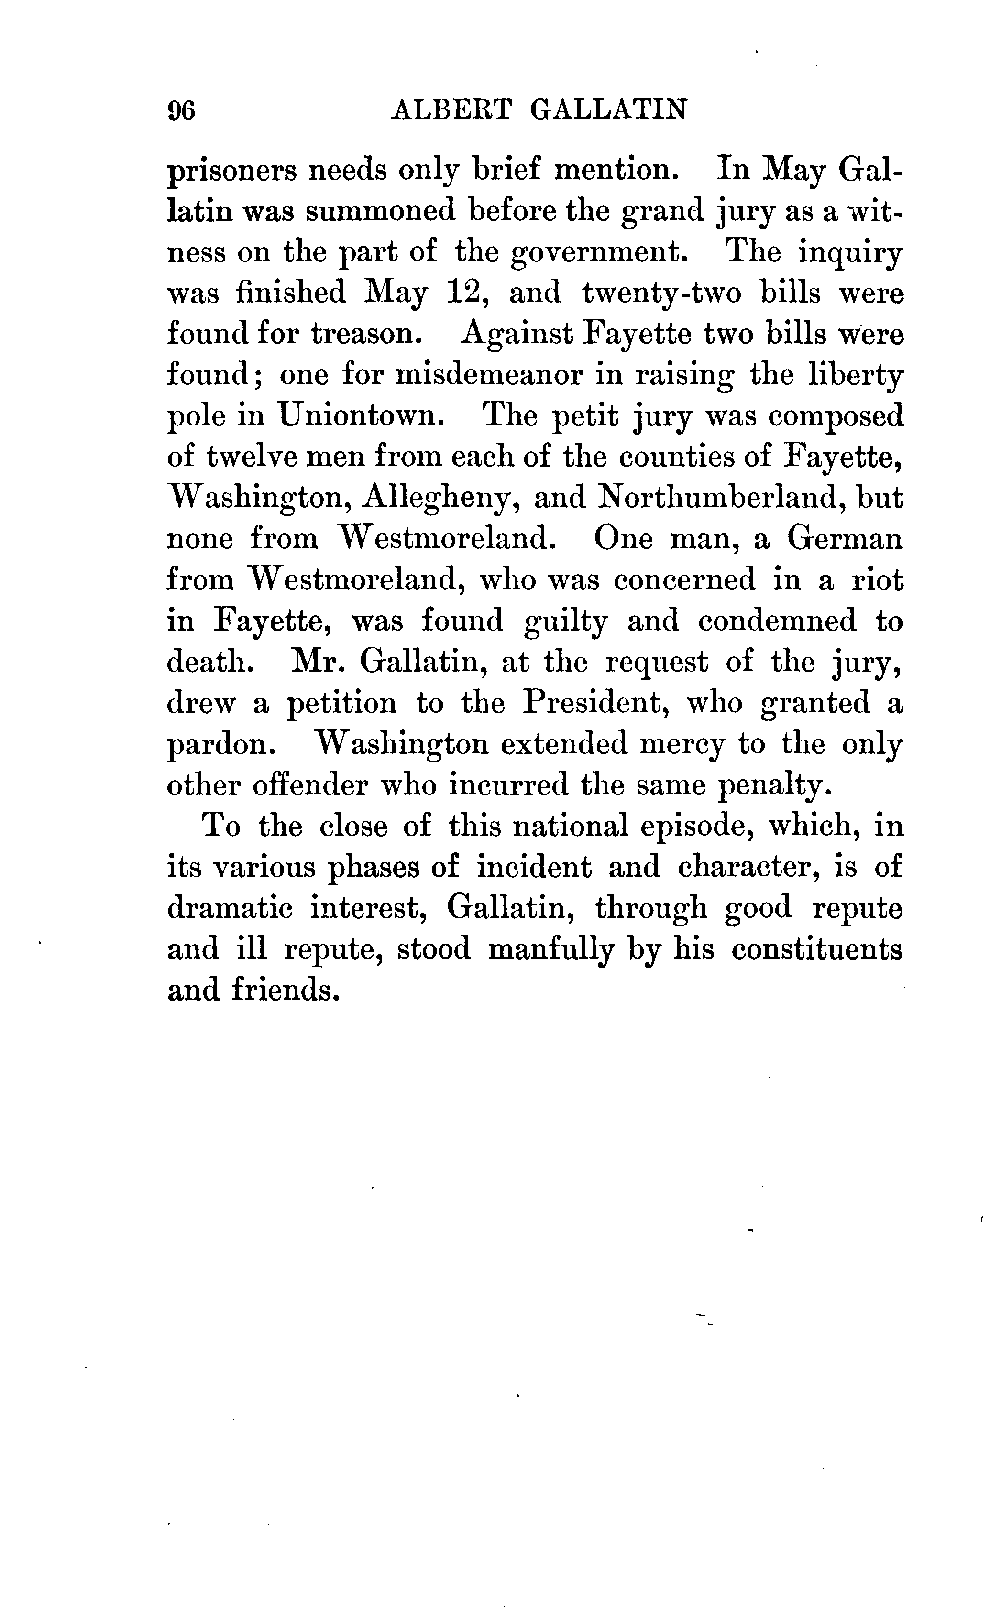 96 ALBERT GALLATIN
prisoners needs only brief mention. In May Gal-
latin was summoned before the grand jury as a wit-
ness on the part of the government. The inquiry
was finished May 12, and twenty-two bills were
found for treason. Against Fayette two bills were
found; one for misdemeanor in raising the liberty
pole in Uniontown. The petit jury was composed
of twelve men from each of the counties of Fayette,
Washington, Allegheny, and Northumberland, but
none from Westmoreland. One man, a German
from Westmoreland, who was concerned in a riot
in Fayette, was found guilty and condemned to
death. Mr. Gallatin, at the request of the jury,
drew a petition to the President, who granted a
pardon. Washington extended mercy to the only
other offender who incurred the same penalty.
To the close of this national episode, which, in
its various phases of incident and character, is of
dramatic interest, Gallatin, through good repute
and ill repute, stood manfully by his constituents
and friends.